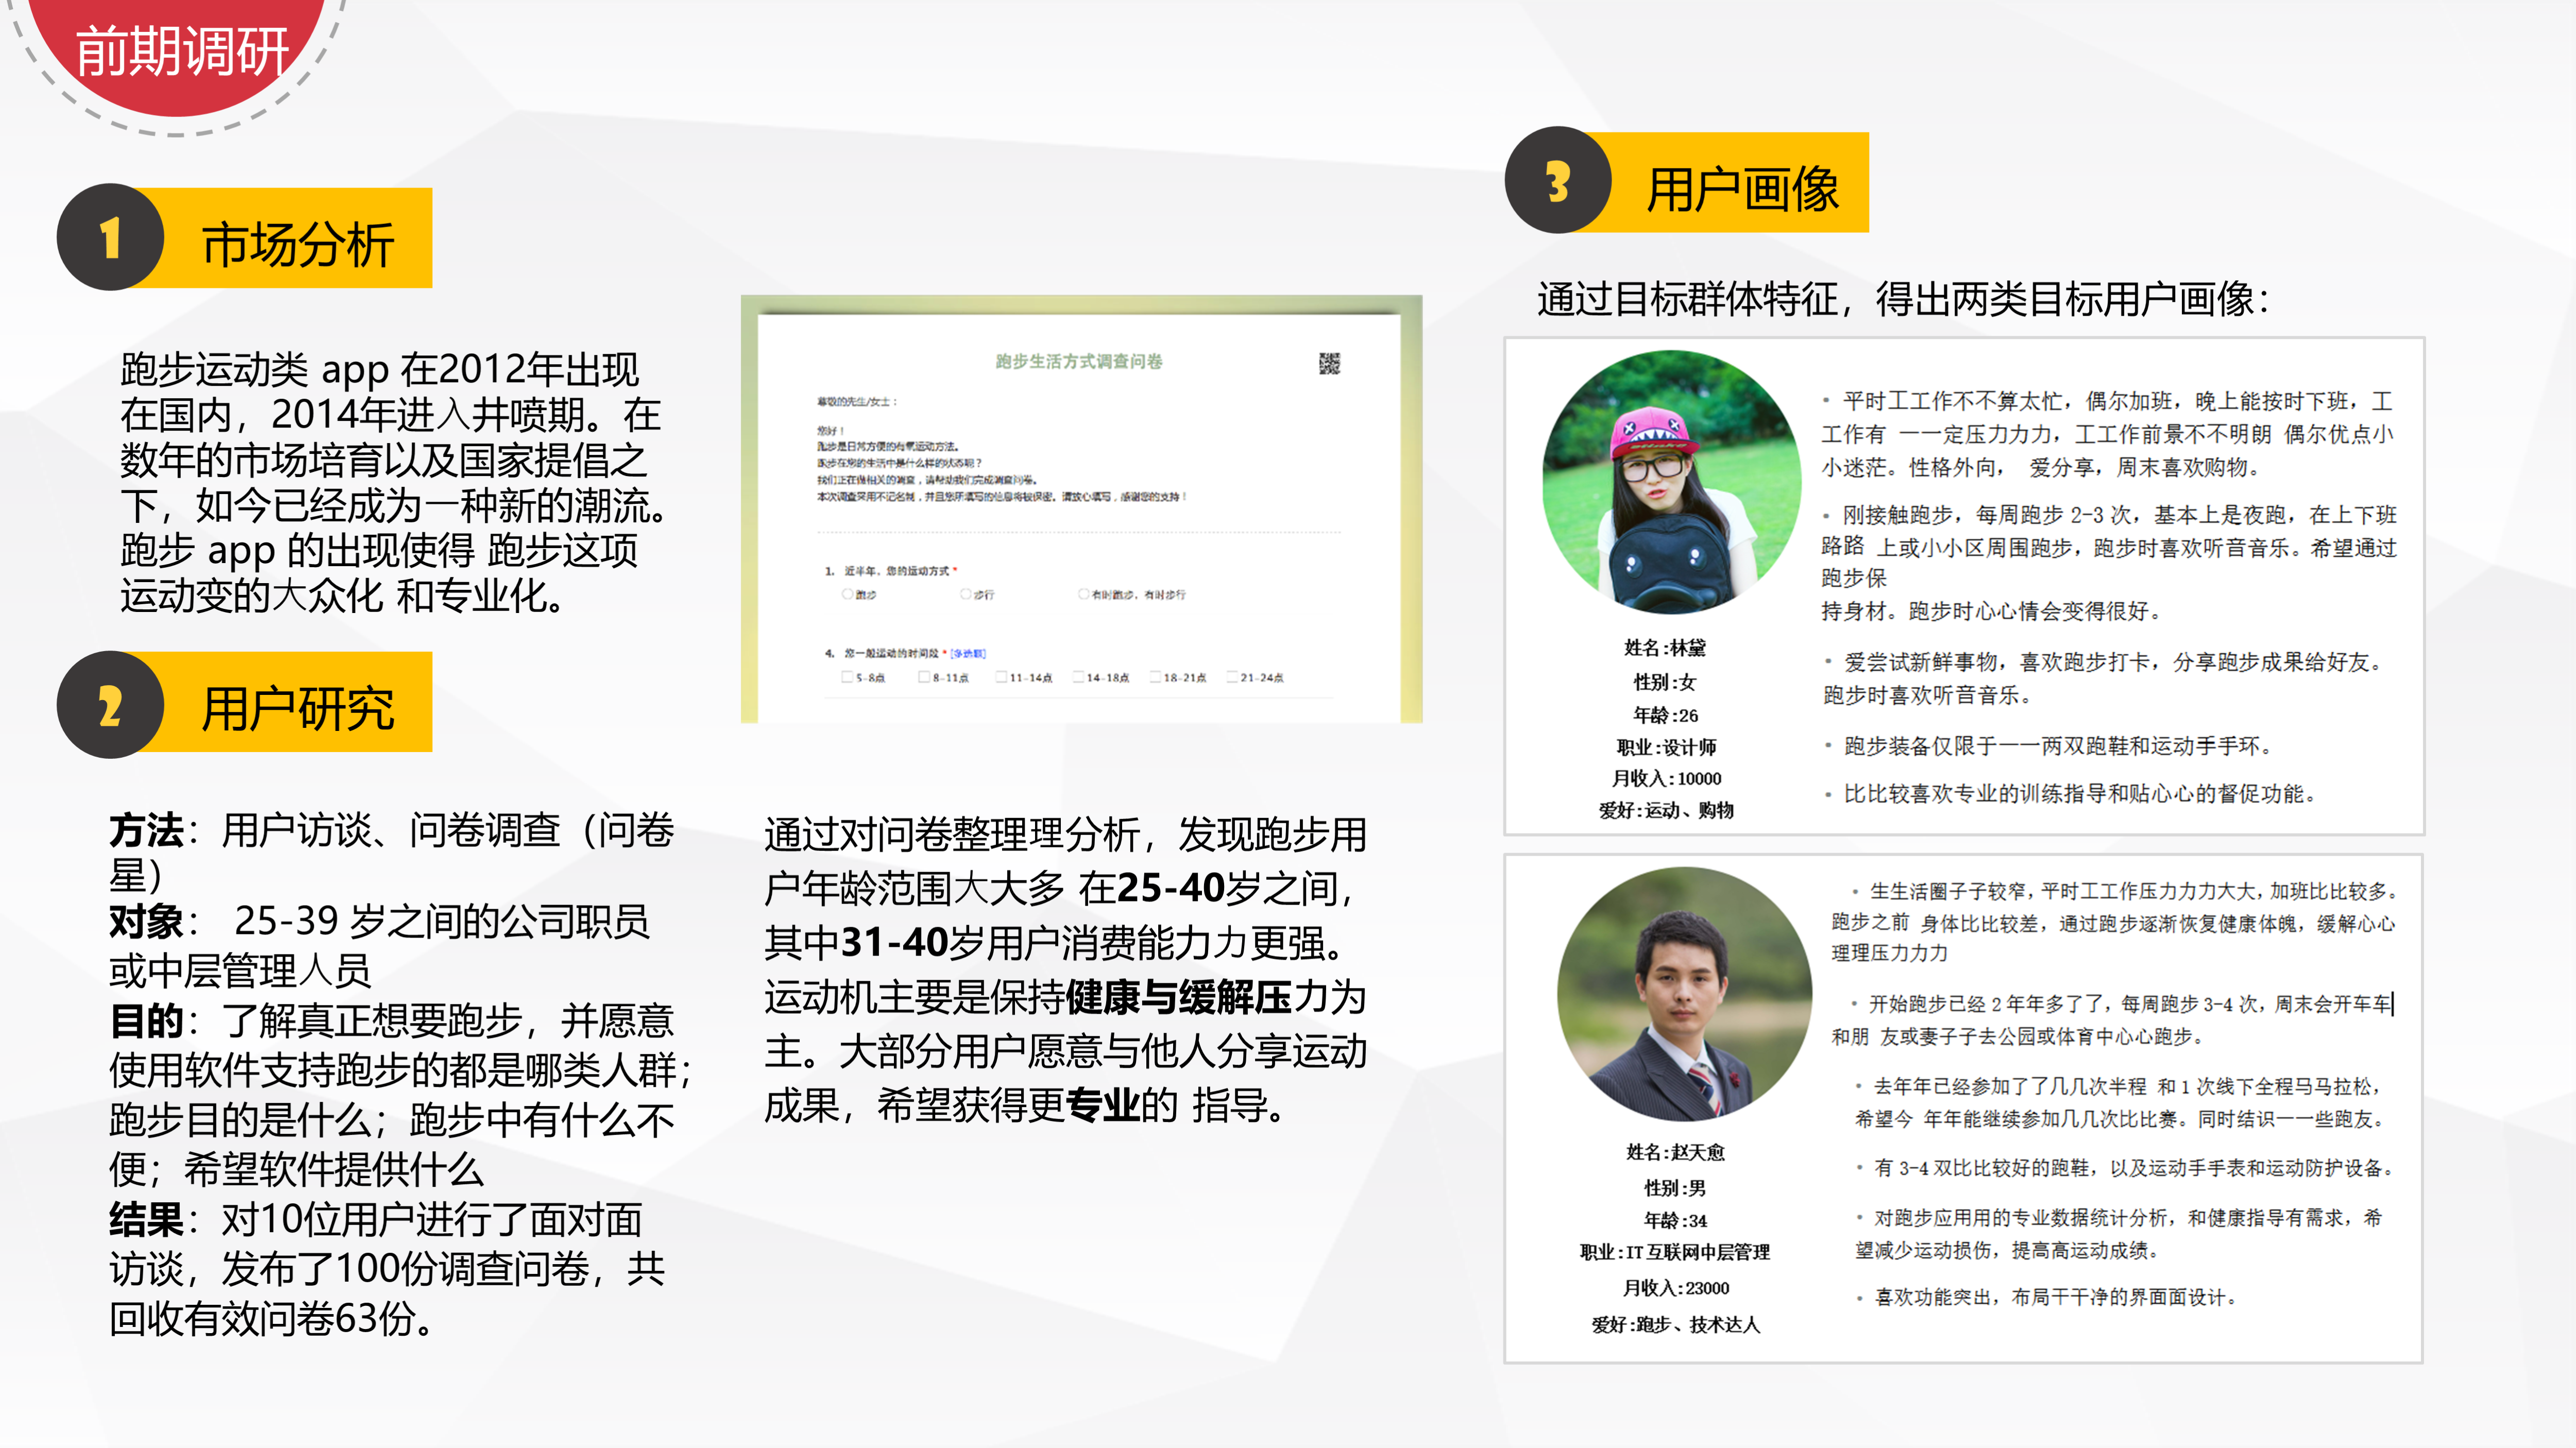 前期调研
1
市场分析
跑步运动类 app 在2012年出现
在国内，2014年进入井喷期。在
数年的市场培育以及国家提倡之
下，如今已经成为一种新的潮流。
跑步 app 的出现使得 跑步这项
运动变的大众化 和专业化。
2
用户研究
方法：用户访谈、问卷调查（问卷
星）
对象： 25-39 岁之间的公司职员
或中层管理人员
目的：了解真正想要跑步，并愿意
使用软件支持跑步的都是哪类人群；
跑步目的是什么；跑步中有什么不
便；希望软件提供什么
结果：对10位用户进行了面对面
访谈，发布了100份调查问卷，共
回收有效问卷63份。
跑步生活方式调查问卷
尊敬的先生/女士：
您好！
跑步是日常方便的有氧运动方法。
跑步在您的生活中是什么样的状态呢？
我们正在做相关的调查，请帮助我们完成调查问卷。
本次调查采用不记名制，并且您所填写的信息将被保密。请放心填写，感谢您的支持！
1. 近半年，您的运动方式 *
跑步 步行 有时跑步，有时步行
4. 您一般运动的时间段 * [多选题]
5-8点 8-11点 11-14点 14-18点 18-21点 21-24点
通过对问卷整理理分析，发现跑步用
户年龄范围大大多 在25-40岁之间，
其中31-40岁用户消费能力力更强。
运动机主要是保持健康与缓解压力为
主。大部分用户愿意与他人分享运动
成果，希望获得更专业的 指导。
3
用户画像
通过目标群体特征，得出两类目标用户画像：
姓名:林黛
性别:女
年龄:26
职业:设计师
月收入:10000
爱好:运动、购物
• 平时工工作不不算太忙，偶尔加班，晚上能按时下班，工
工作有 一一定压力力力，工工作前景不不明朗 偶尔优点小
小迷茫。性格外向， 爱分享，周末喜欢购物。
• 刚接触跑步，每周跑步 2-3 次，基本上是夜跑，在上下班
路路 上或小小区周围跑步，跑步时喜欢听音音乐。希望通过
跑步保
持身材。跑步时心心情会变得很好。
• 爱尝试新鲜事物，喜欢跑步打卡，分享跑步成果给好友。
跑步时喜欢听音音乐。
• 跑步装备仅限于一一两双跑鞋和运动手手环。
• 比比较喜欢专业的训练指导和贴心心的督促功能。
姓名:赵天愈
性别:男
年龄:34
职业:IT 互联网中层管理
月收入:23000
爱好:跑步、技术达人
• 生生活圈子子较窄，平时工工作压力力力大大，加班比比较多。
跑步之前 身体比比较差，通过跑步逐渐恢复健康体魄，缓解心心
理理压力力力
• 开始跑步已经 2 年年多了了，每周跑步 3-4 次，周末会开车车
和朋 友或妻子子去公园或体育中心心跑步。
• 去年年已经参加了了几几次半程 和 1 次线下全程马马拉松，
希望今 年年能继续参加几几次比比赛。同时结识一一些跑友。
• 有 3-4 双比比较好的跑鞋，以及运动手手表和运动防护设备。
• 对跑步应用用的专业数据统计分析，和健康指导有需求，希
望减少运动损伤，提高高运动成绩。
• 喜欢功能突出，布局干干净的界面面设计。